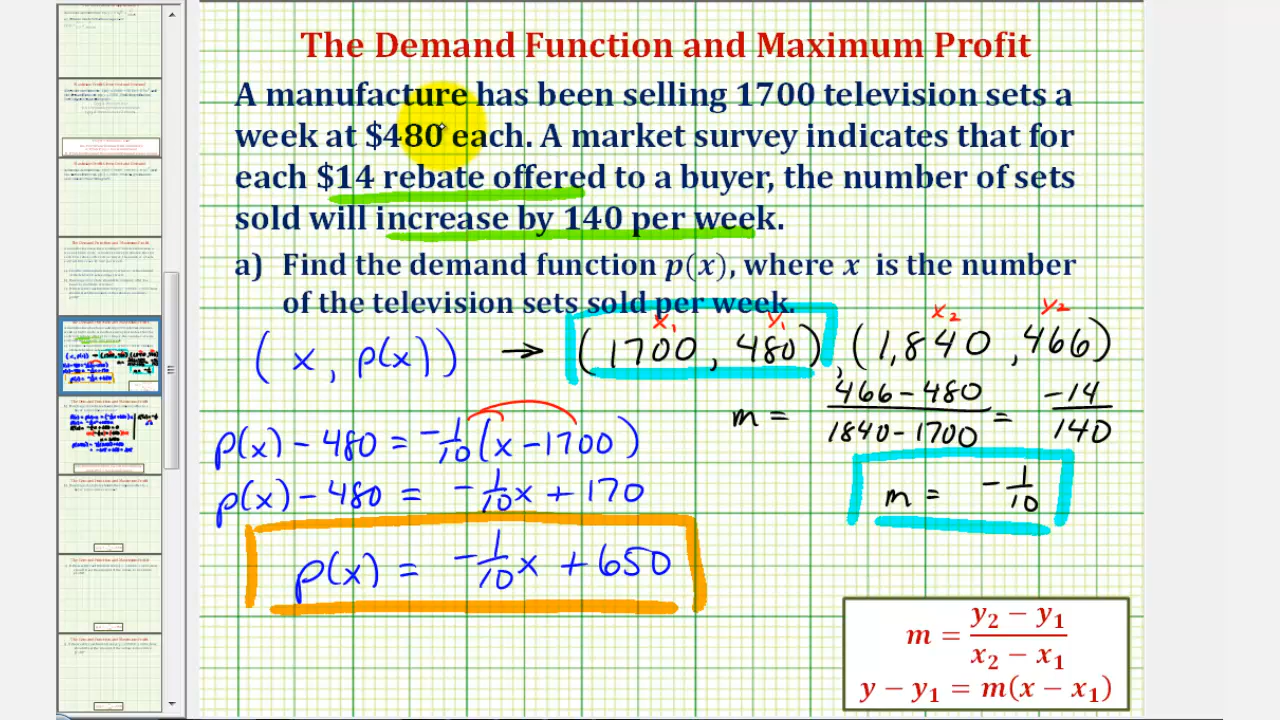 The Demand Function and Maximum Profit
A manufacture has been selling 1700 television sets a
week at $480 each. A market survey indicates that for
each $14 rebate offered to a buyer, the number of sets
sold will increase by 140 per week.
a) Find the demand function p(x), where x is the number
of the television sets sold per week.
x₁ y₁ x₂ y₂
(x, p(x)) → (1700, 480), (1,840, 466)
m = (466-480)/(1840-1700) = -14/140
p(x) - 480 = -1/10(x - 1700)
p(x) - 480 = -1/10x + 170
m = -1/10
p(x) = -1/10x + 650
m = (y₂ − y₁)/(x₂ − x₁)
y − y₁ = m(x − x₁)